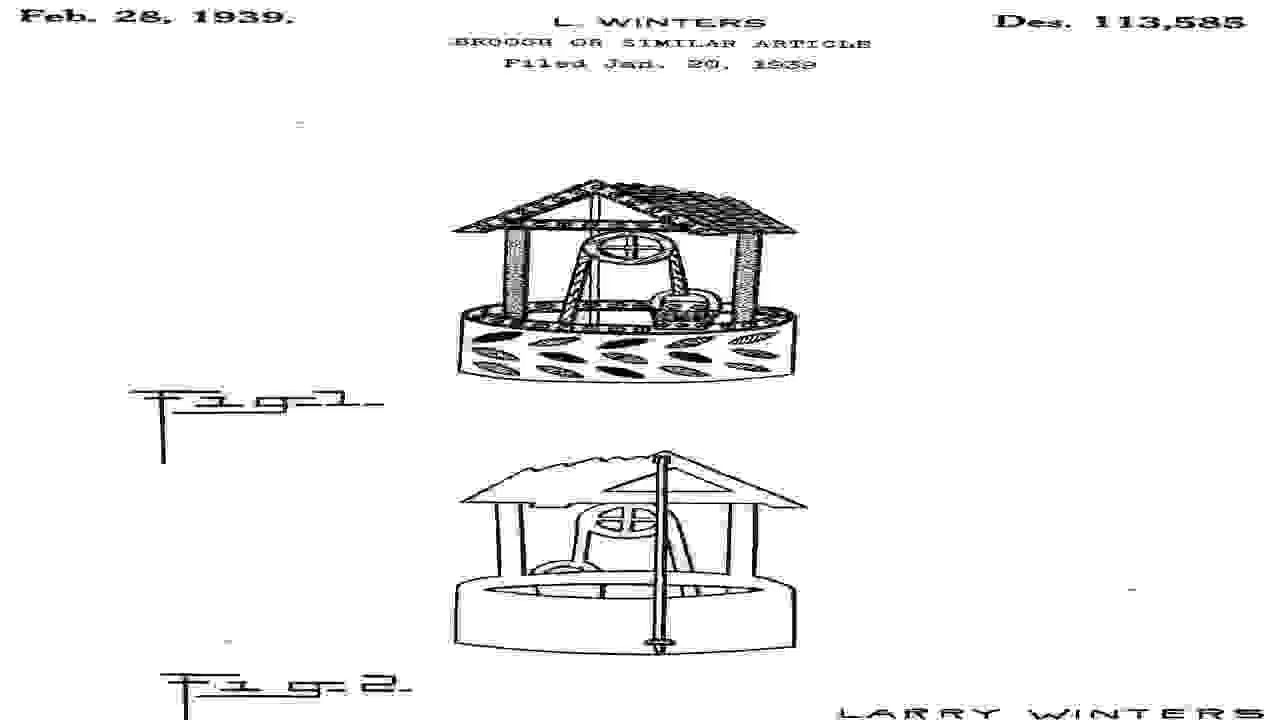 Feb. 28, 1939.
L. WINTERS
Des. 113,585
BROOCH OR SIMILAR ARTICLE
Filed Jan. 20, 1939
Fig.1.
Fig.2.
LARRY WINTERS